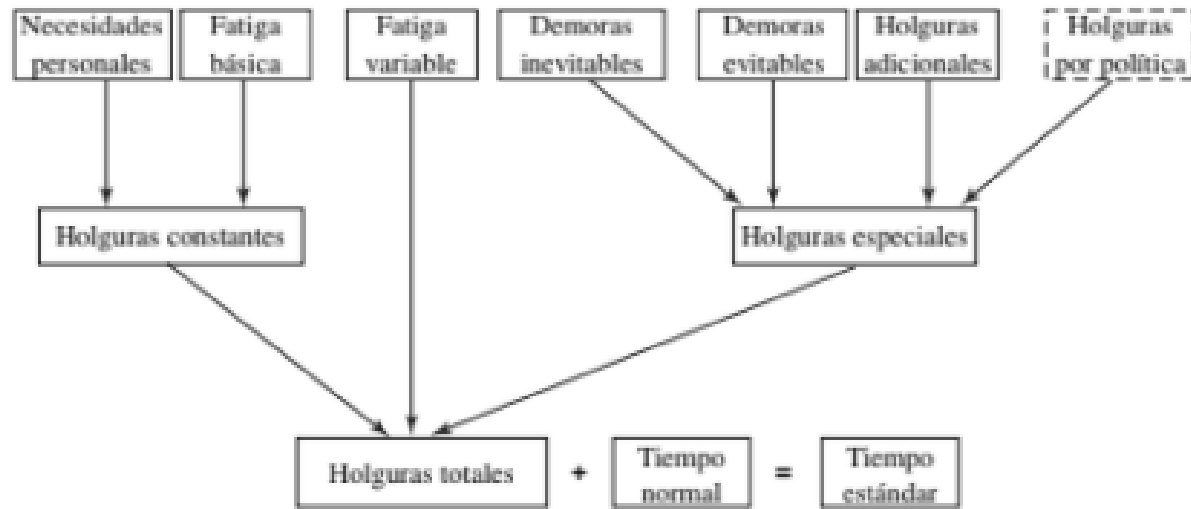 Necesidades
personales
Fatiga
básica
Fatiga
variable
Demoras
inevitables
Demoras
evitables
Holguras
adicionales
Holguras
por política
Holguras constantes
Holguras especiales
Holguras totales
+
Tiempo
normal
=
Tiempo
estándar